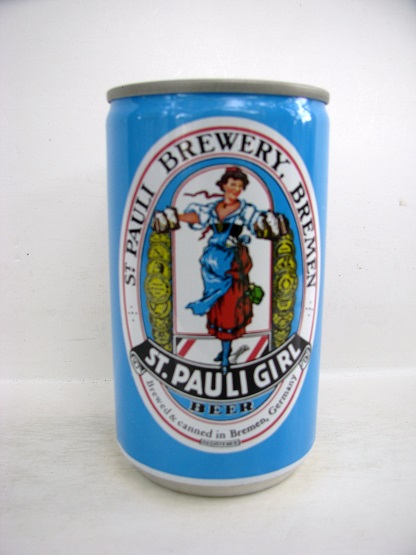 ST PAULI BREWERY, BREMEN
ST. PAULI GIRL
BEER
Brewed & canned in Bremen, Germany